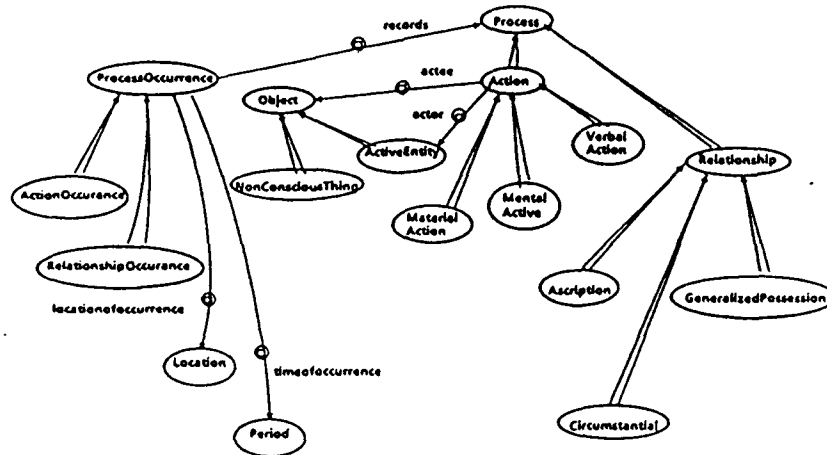 records
Process
ProcessOccurrence
actee
Action
Object
actor
ActiveEntity
Verbal
Action
Relationship
NonConsciousThing
ActionOccurance
Material
Action
Mental
Active
RelationshipOccurance
Ascription
GeneralizedPossession
locationofoccurrence
Location
timeofoccurrence
Period
Circumstantial